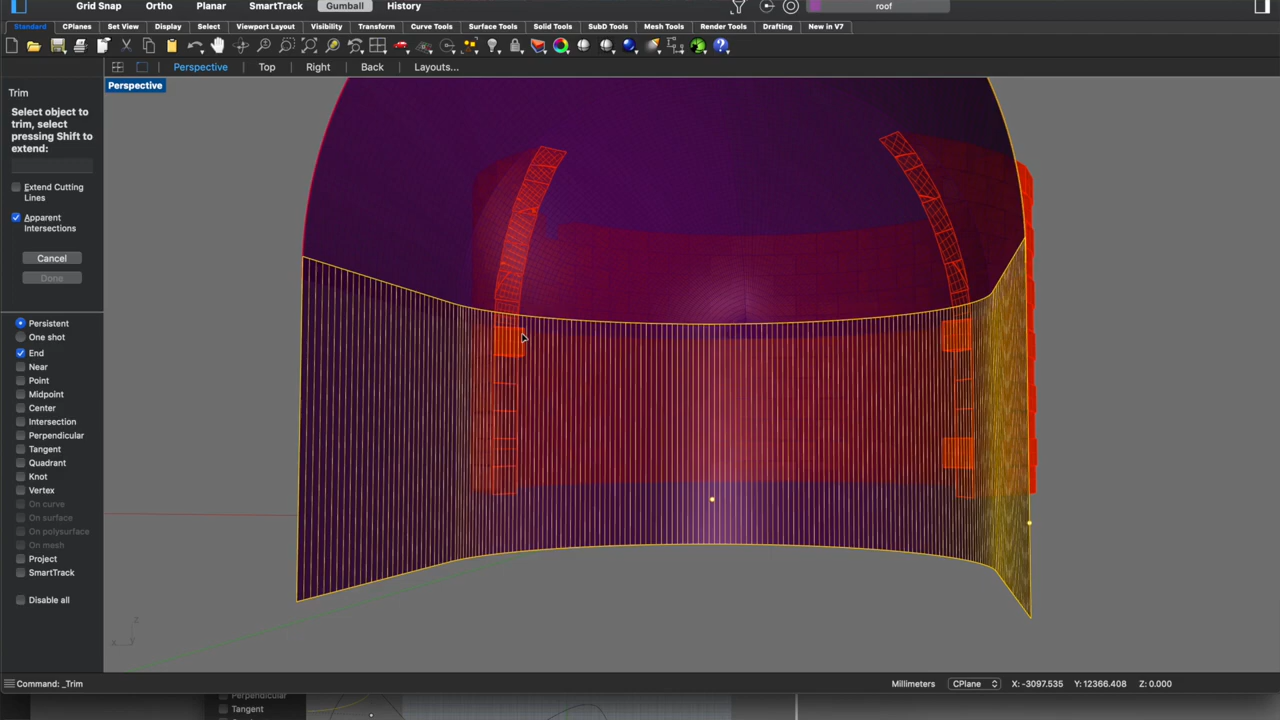 Grid Snap Ortho Planar SmartTrack Gumball History roof
Standard CPlanes Set View Display Select Viewport Layout Visibility Transform Curve Tools Surface Tools Solid Tools SubD Tools Mesh Tools Render Tools Drafting New in V7
Perspective Top Right Back Layouts...
Perspective
Trim
Select object to
trim, select
pressing Shift to
extend:
Extend Cutting
Lines
Apparent
Intersections
Cancel
Done
Persistent
One shot
End
Near
Point
Midpoint
Center
Intersection
Perpendicular
Tangent
Quadrant
Knot
Vertex
On curve
On surface
On polysurface
On mesh
Project
SmartTrack
Disable all
z
x
y
Command: _Trim Millimeters CPlane X: -3097.535 Y: 12366.408 Z: 0.000
Perpendicular
Tangent